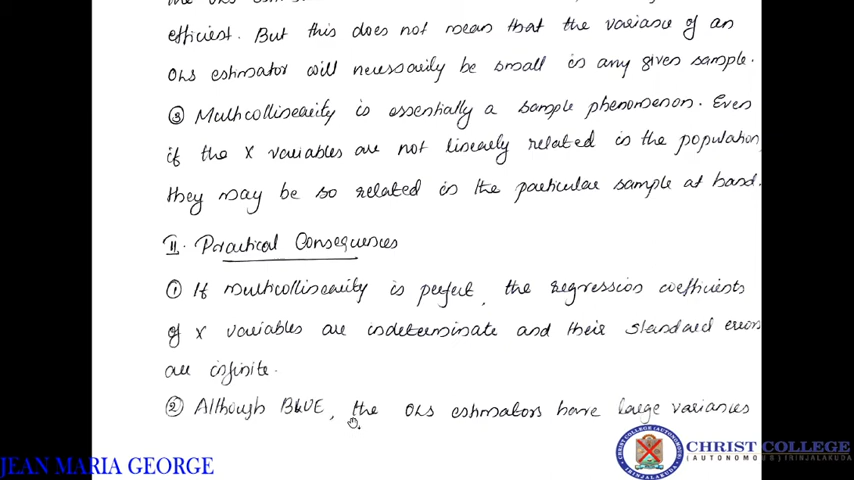 efficient. But this does not mean that the variance of an
OLS estimator will necessarily be small in any given sample.
③ Multicollinearity is essentially a sample phenomenon. Even
if the X variables are not linearly related in the population,
they may be so related in the particular sample at hand.
II. Practical Consequences
① If multicollinearity is perfect, the regression coefficients
of X variables are indeterminate and their standard errors
are infinite.
② Although BLUE, the OLS estimators have large variances
JEAN MARIA GEORGE
CHRIST COLLEGE
(AUTONOMOUS) IRINJALAKUDA